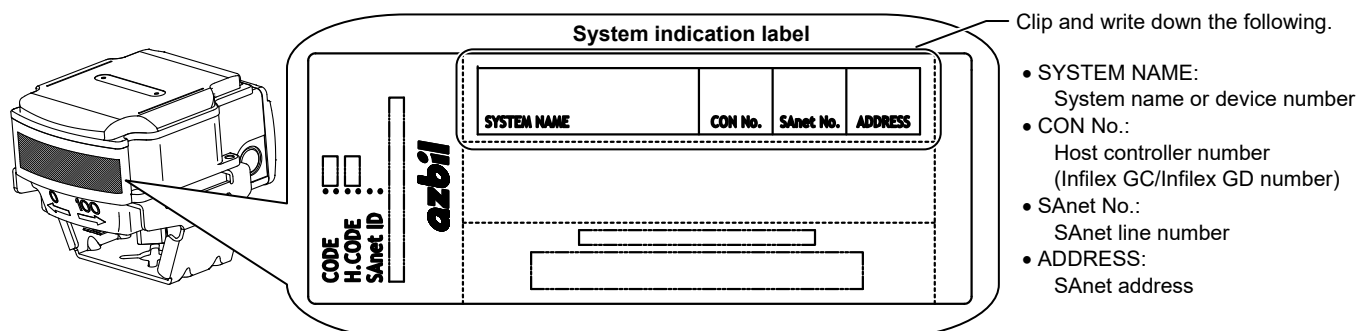 System indication label
SYSTEM NAME
CON No.
SAnet No.
ADDRESS
azbil
CODE :
H.CODE :
SAnet ID :
0
100
Clip and write down the following.
• SYSTEM NAME:
System name or device number
• CON No.:
Host controller number
(Infilex GC/Infilex GD number)
• SAnet No.:
SAnet line number
• ADDRESS:
SAnet address